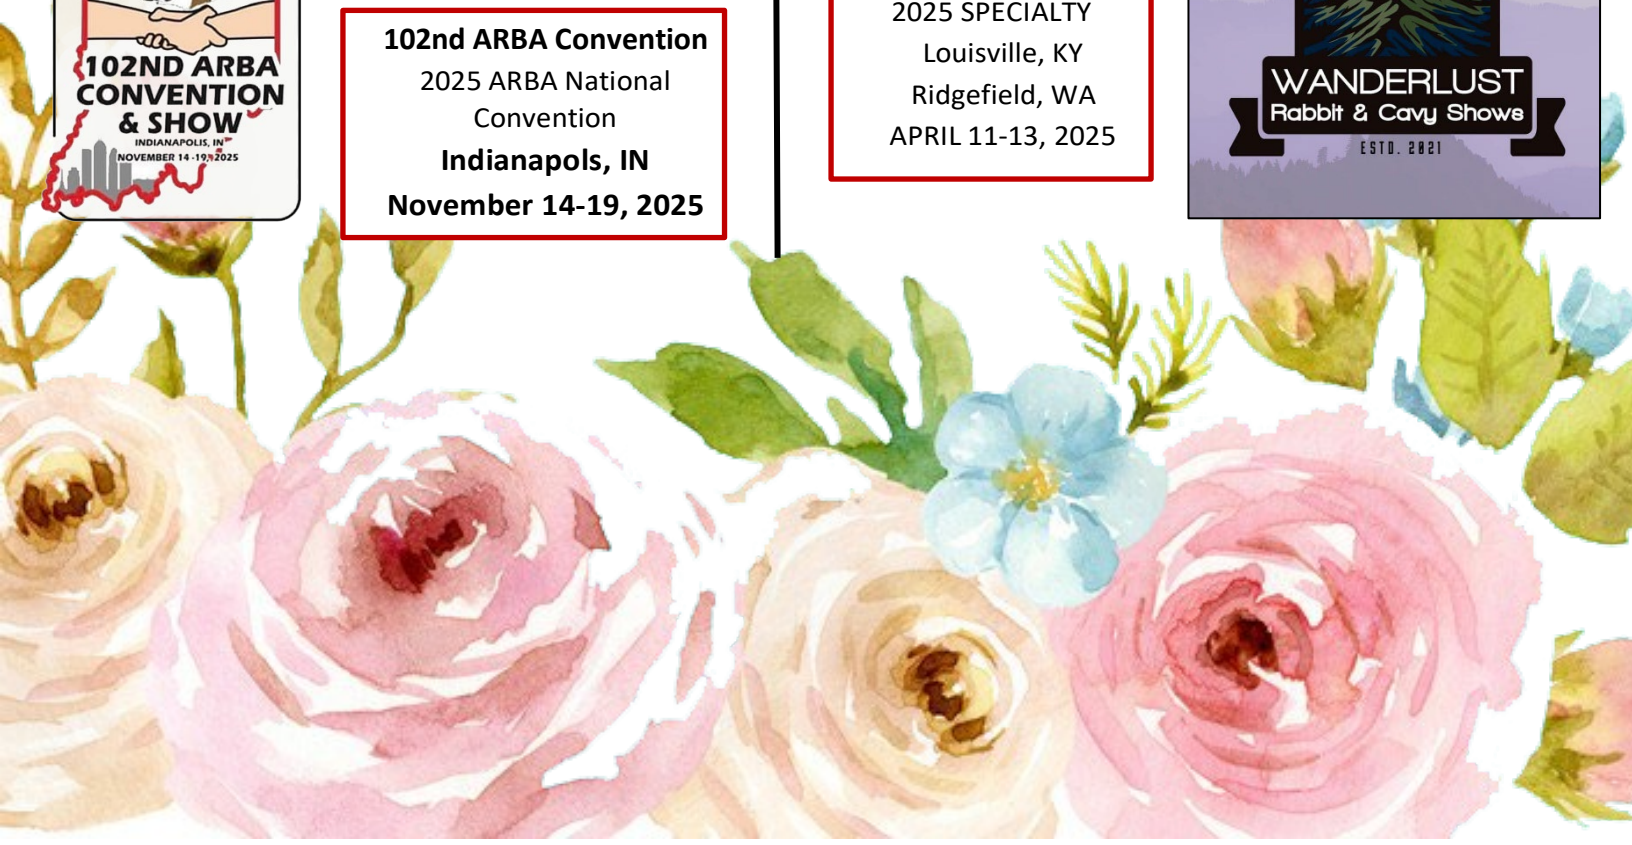 102ND ARBA
CONVENTION
& SHOW
INDIANAPOLIS, IN
NOVEMBER 14 -19, 2025
102nd ARBA Convention
2025 ARBA National
Convention
Indianapols, IN
November 14-19, 2025
2025 SPECIALTY
Louisville, KY
Ridgefield, WA
APRIL 11-13, 2025
WANDERLUST
Rabbit & Cavy Shows
ESTD. 2021